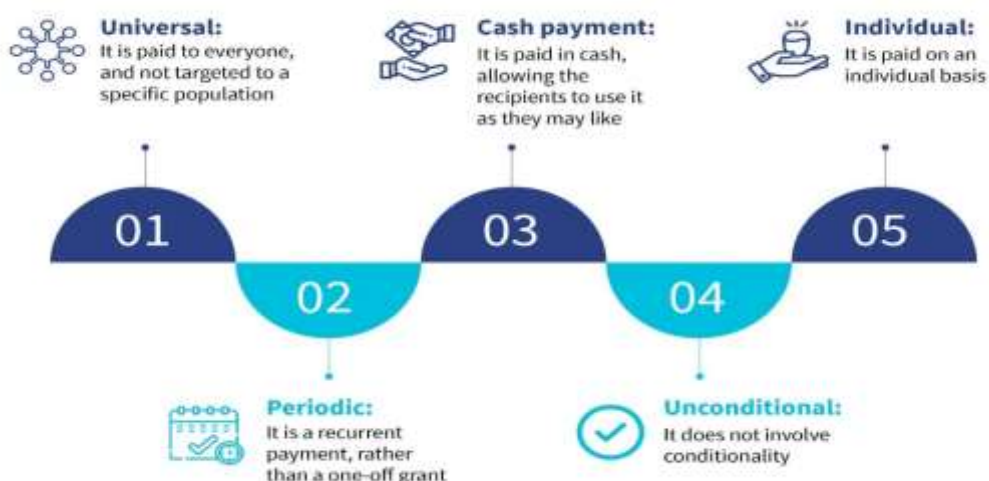 Universal:
It is paid to everyone,
and not targeted to a
specific population
Cash payment:
It is paid in cash,
allowing the
recipients to use it
as they may like
Individual:
It is paid on an
individual basis
01
03
05
02
04
Periodic:
It is a recurrent
payment, rather
than a one-off grant
Unconditional:
It does not involve
conditionality